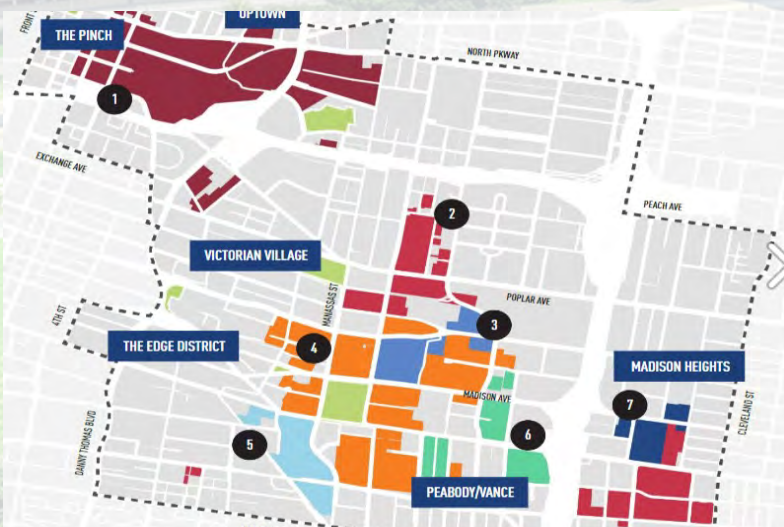 UPTOWN
THE PINCH
NORTH PKWY
1
EXCHANGE AVE
PEACH AVE
2
VICTORIAN VILLAGE
MANASSAS ST
POPLAR AVE
4TH ST
THE EDGE DISTRICT
4
3
MADISON HEIGHTS
MADISON AVE
7
CLEVELAND ST
DANNY THOMAS BLVD
5
6
PEABODY/VANCE